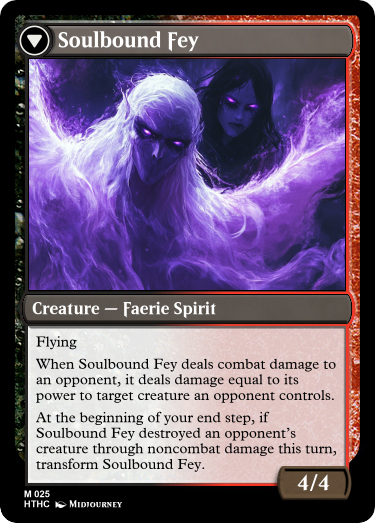 Soulbound Fey
Creature — Faerie Spirit
Flying
When Soulbound Fey deals combat damage to
an opponent, it deals damage equal to its
power to target creature an opponent controls.
At the beginning of your end step, if
Soulbound Fey destroyed an opponent's
creature through noncombat damage this turn,
transform Soulbound Fey.
4/4
M 025
HTHC Midjourney